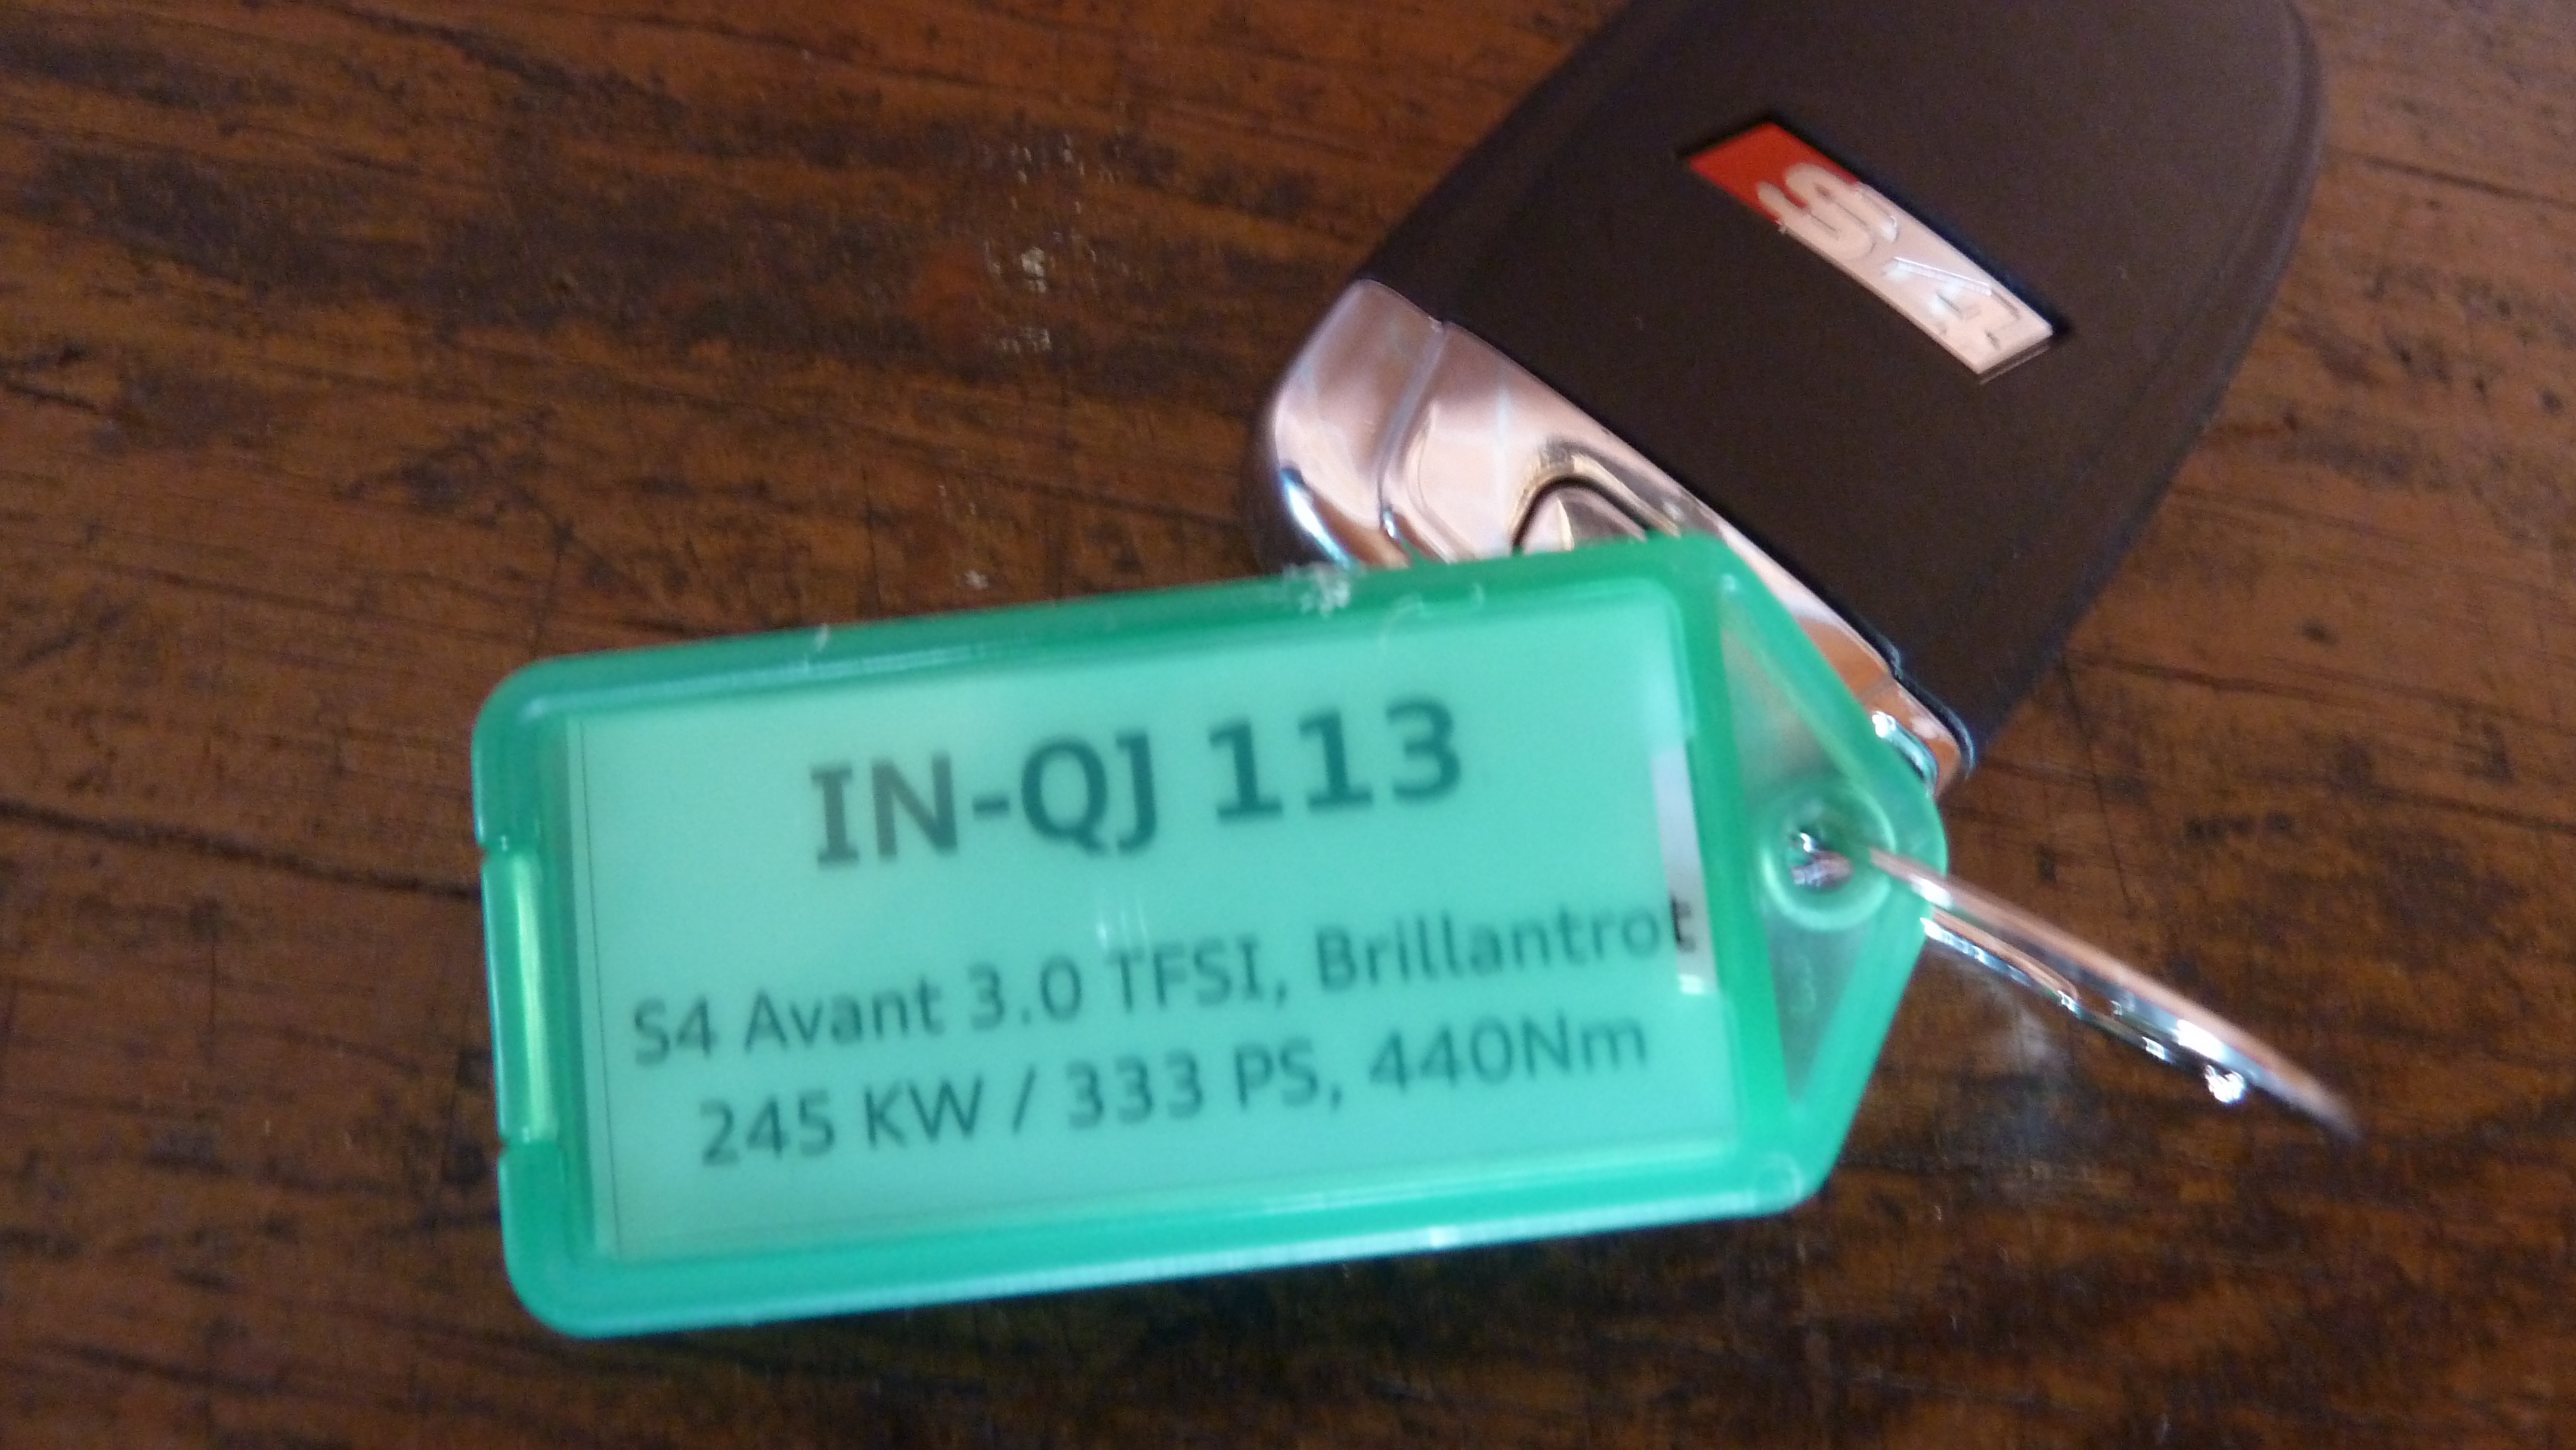 S4
IN-QJ 113
S4 Avant 3.0 TFSI, Brillantrot
245 KW / 333 PS, 440Nm